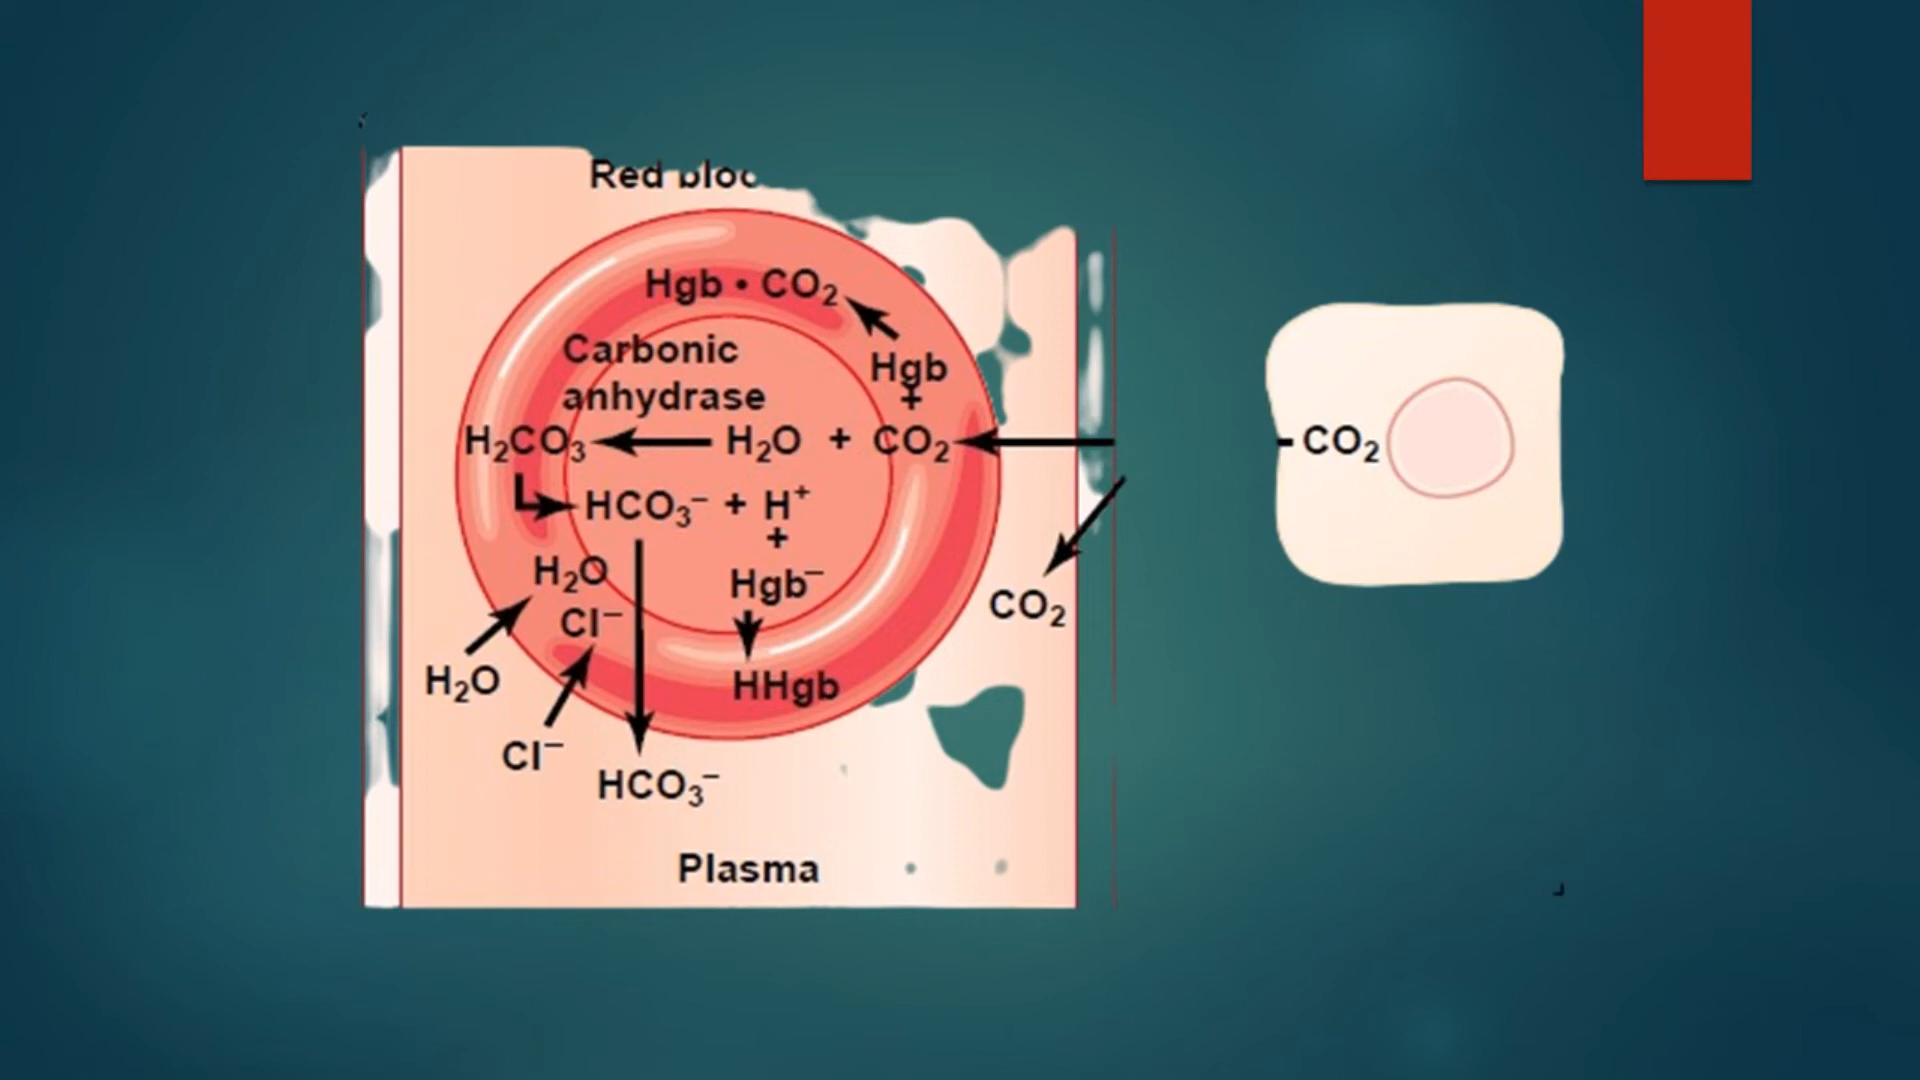 Red
Hgb • CO₂
Carbonic
anhydrase
Hgb
+
H₂CO₃ H₂O + CO₂
CO₂
HCO₃⁻ + H⁺
+
H₂O
Hgb⁻
Cl⁻
CO₂
H₂O
HHgb
Cl⁻
HCO₃⁻
Plasma